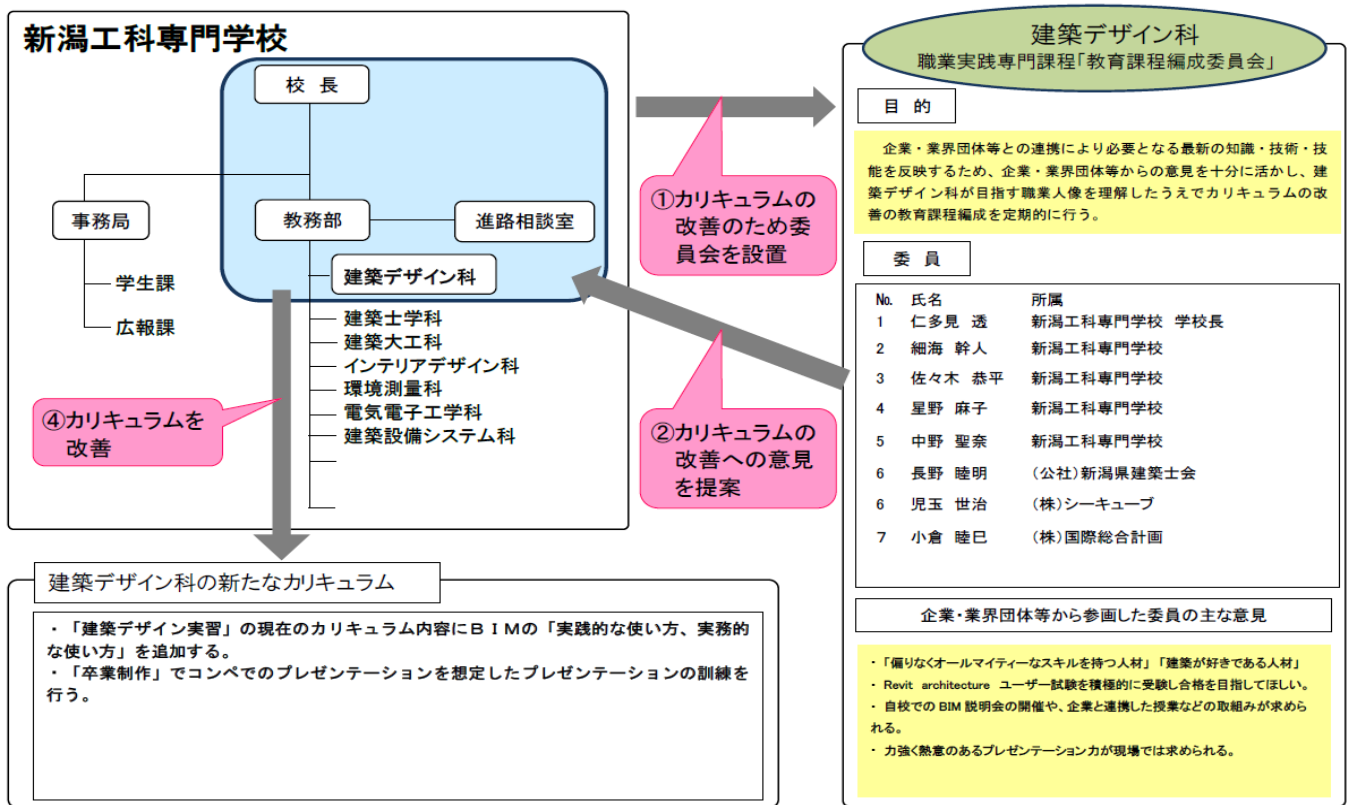 新潟工科専門学校
校 長
事務局
教務部
進路相談室
学生課
広報課
建築デザイン科
建築士学科
建築大工科
インテリアデザイン科
環境測量科
電気電子工学科
建築設備システム科
①カリキュラムの
改善のため委
員会を設置
②カリキュラムの
改善への意見
を提案
④カリキュラムを
改善
建築デザイン科
職業実践専門課程「教育課程編成委員会」
目 的
企業・業界団体等との連携により必要となる最新の知識・技術・技
能を反映するため、企業・業界団体等からの意見を十分に活かし、建
築デザイン科が目指す職業人像を理解したうえでカリキュラムの改
善の教育課程編成を定期的に行う。
委 員
No. 氏名 所属
1 仁多見 透 新潟工科専門学校 学校長
2 細海 幹人 新潟工科専門学校
3 佐々木 恭平 新潟工科専門学校
4 星野 麻子 新潟工科専門学校
5 中野 聖奈 新潟工科専門学校
6 長野 睦明 (公社)新潟県建築士会
6 児玉 世治 (株)シーキューブ
7 小倉 睦巳 (株)国際総合計画
企業・業界団体等から参画した委員の主な意見
・「偏りなくオールマイティーなスキルを持つ人材」「建築が好きである人材」
・ Revit architecture ユーザー試験を積極的に受験し合格を目指してほしい。
・ 自校での BIM 説明会の開催や、企業と連携した授業などの取組みが求めら
れる。
・ 力強く熱意のあるプレゼンテーション力が現場では求められる。
建築デザイン科の新たなカリキュラム
・「建築デザイン実習」の現在のカリキュラム内容にBIMの「実践的な使い方、実務的
な使い方」を追加する。
・「卒業制作」でコンペでのプレゼンテーションを想定したプレゼンテーションの訓練を
行う。